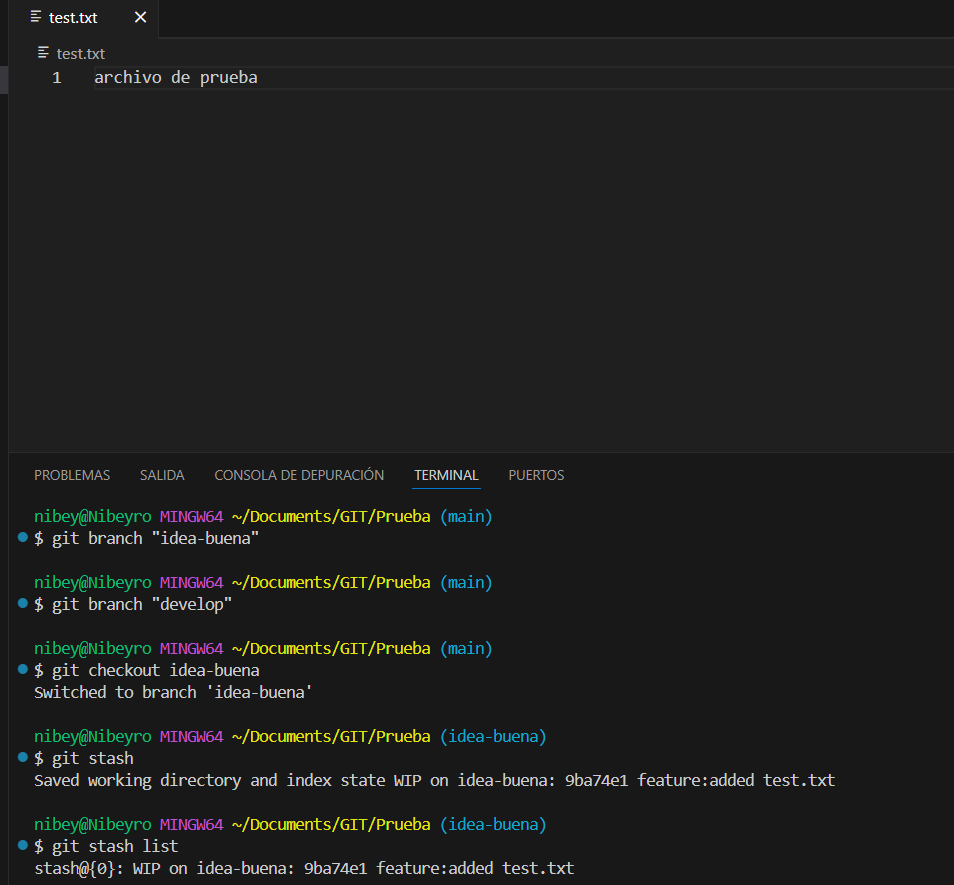 test.txt
test.txt
1 archivo de prueba
PROBLEMAS SALIDA CONSOLA DE DEPURACIÓN TERMINAL PUERTOS
nibey@Nibeyro MINGW64 ~/Documents/GIT/Prueba (main)
$ git branch "idea-buena"
nibey@Nibeyro MINGW64 ~/Documents/GIT/Prueba (main)
$ git branch "develop"
nibey@Nibeyro MINGW64 ~/Documents/GIT/Prueba (main)
$ git checkout idea-buena
Switched to branch 'idea-buena'
nibey@Nibeyro MINGW64 ~/Documents/GIT/Prueba (idea-buena)
$ git stash
Saved working directory and index state WIP on idea-buena: 9ba74e1 feature:added test.txt
nibey@Nibeyro MINGW64 ~/Documents/GIT/Prueba (idea-buena)
$ git stash list
stash@{0}: WIP on idea-buena: 9ba74e1 feature:added test.txt